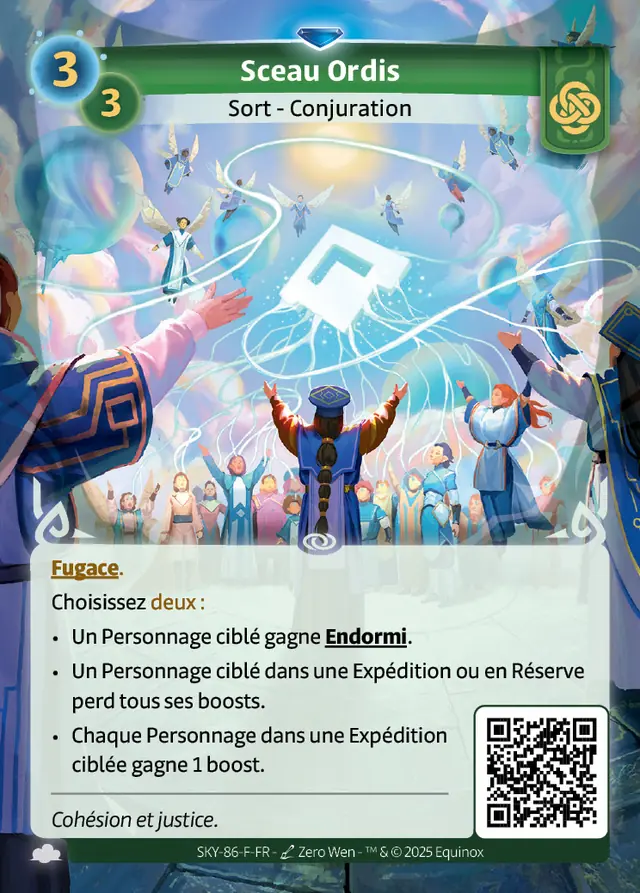 3
Sceau Ordis
3
Sort - Conjuration
Fugace.
Choisissez deux :
• Un Personnage ciblé gagne Endormi.
• Un Personnage ciblé dans une Expédition ou en Réserve
perd tous ses boosts.
• Chaque Personnage dans une Expédition
ciblée gagne 1 boost.
Cohésion et justice.
SKY-86-F-FR - Zero Wen - ™ & © 2025 Equinox